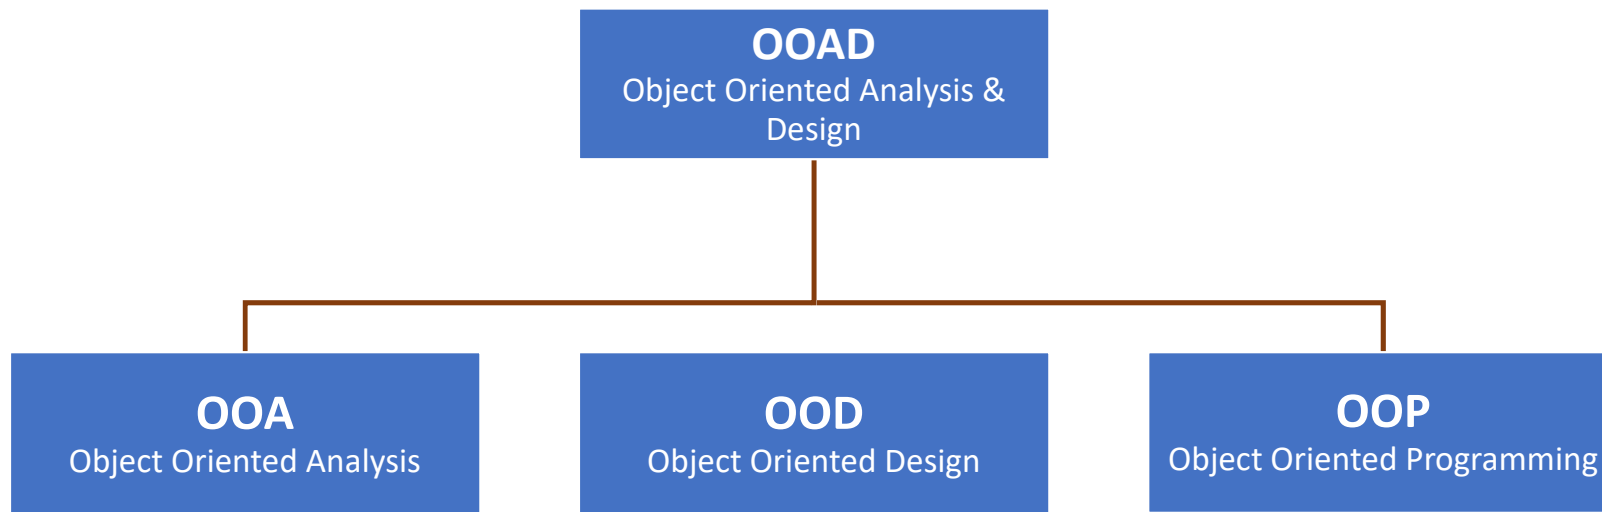 OOAD
Object Oriented Analysis &
Design
OOA
Object Oriented Analysis
OOD
Object Oriented Design
OOP
Object Oriented Programming